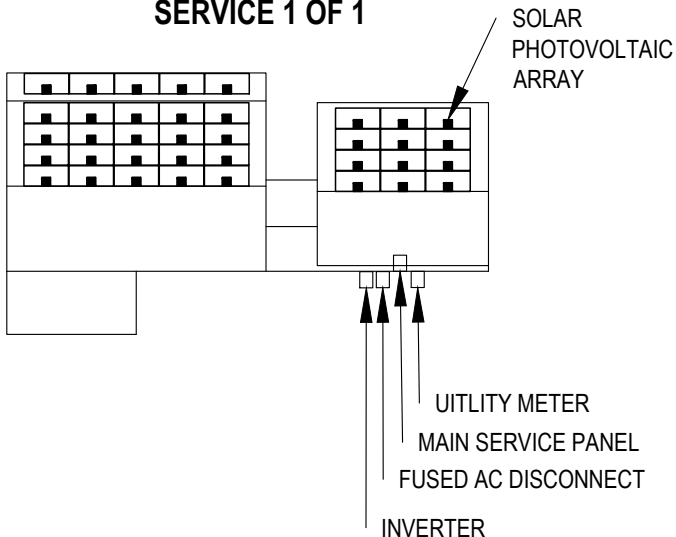 SERVICE 1 OF 1
SOLAR
PHOTOVOLTAIC
ARRAY
UITLITY METER
MAIN SERVICE PANEL
FUSED AC DISCONNECT
INVERTER